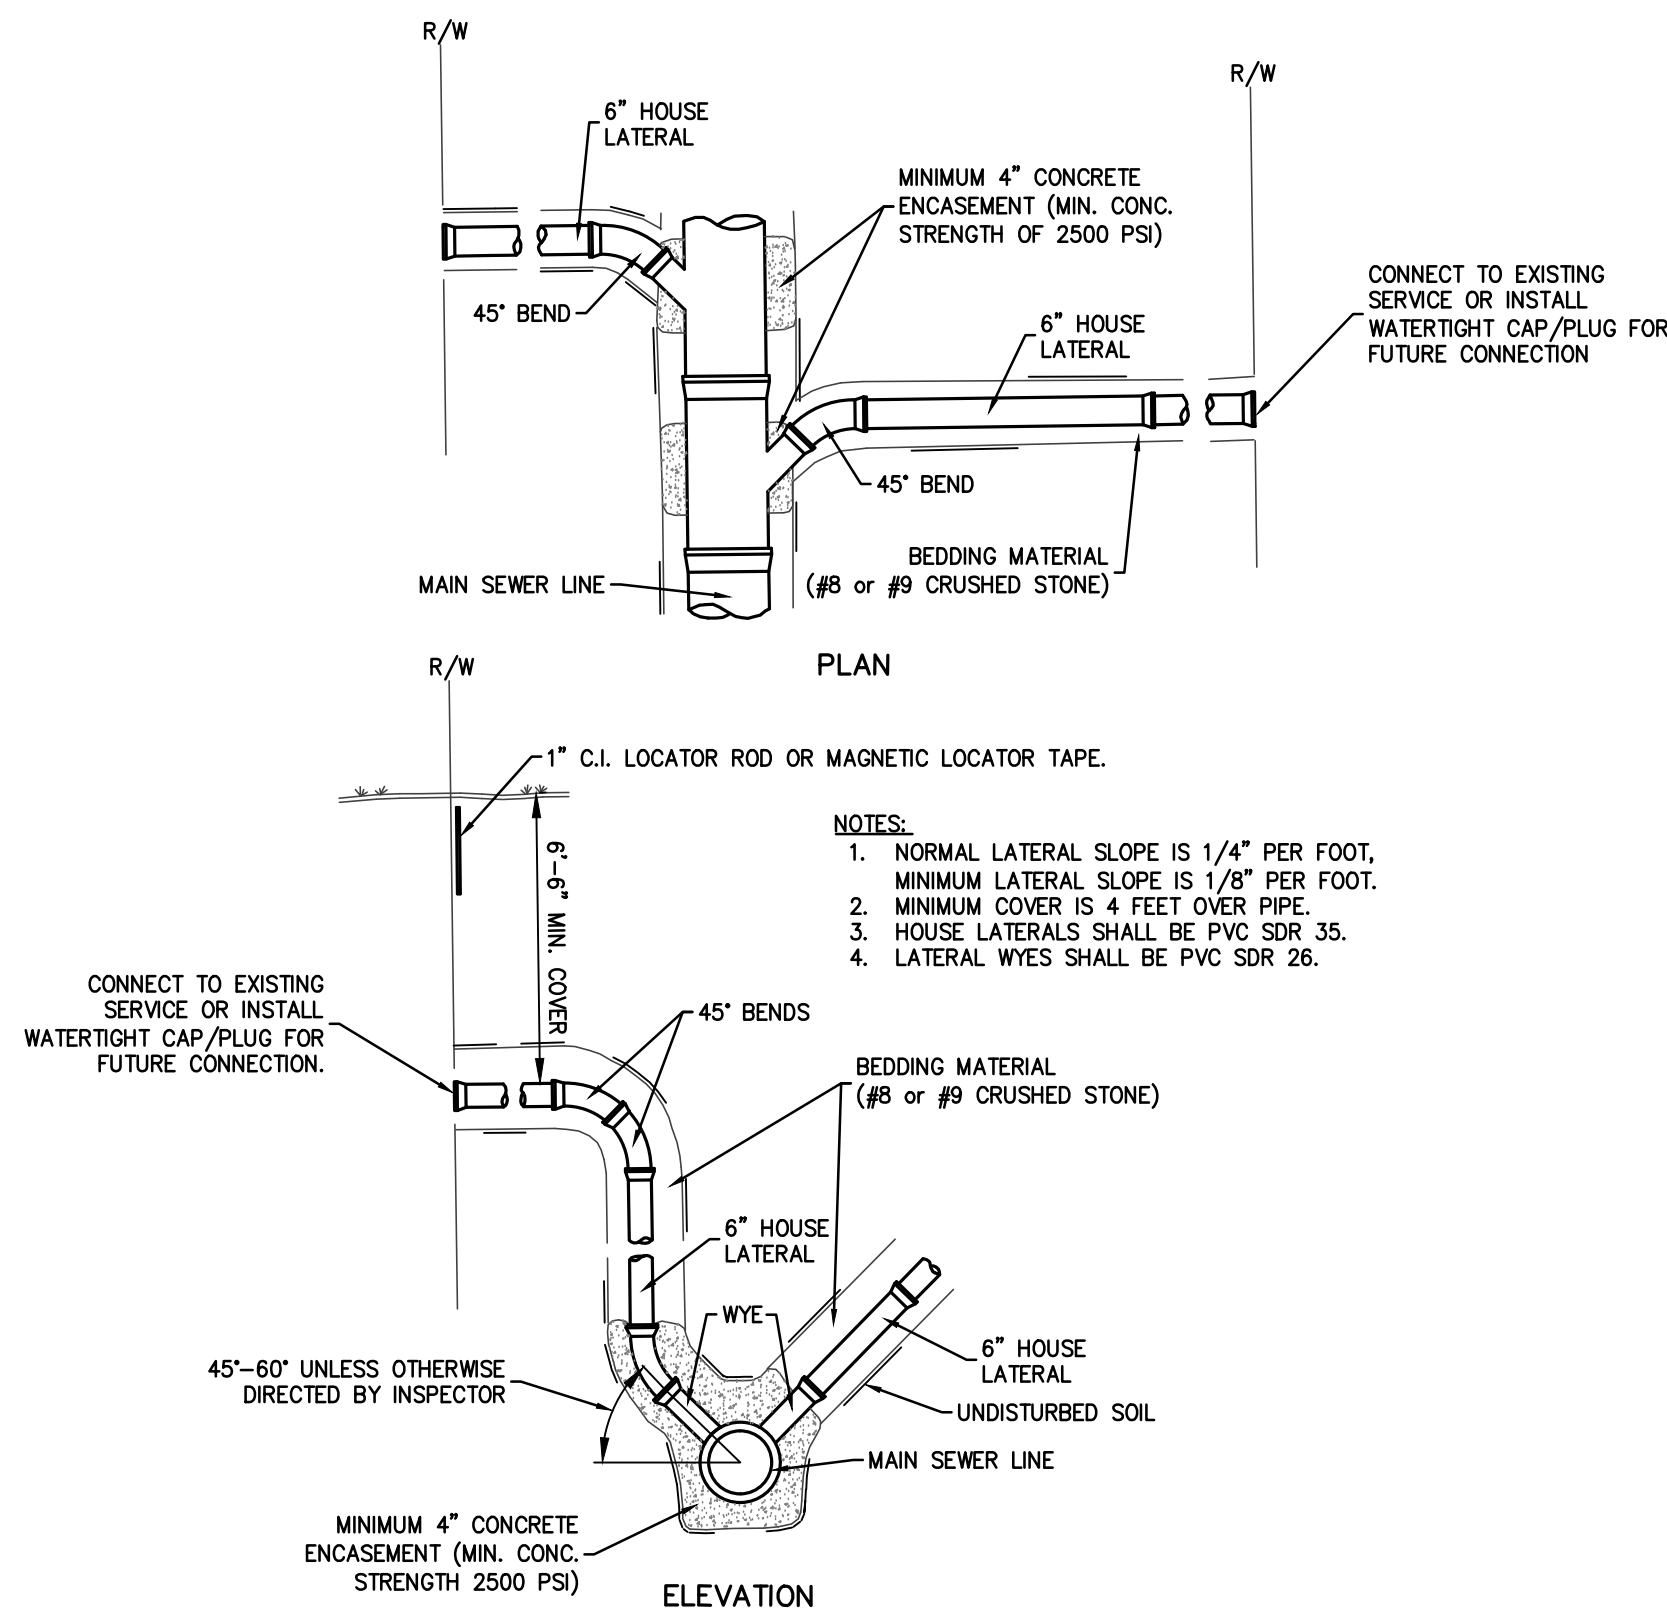 R/W
R/W
6" HOUSE
LATERAL
MINIMUM 4" CONCRETE
ENCASEMENT (MIN. CONC.
STRENGTH OF 2500 PSI)
CONNECT TO EXISTING
SERVICE OR INSTALL
WATERTIGHT CAP/PLUG FOR
FUTURE CONNECTION
45° BEND
6" HOUSE
LATERAL
45° BEND
BEDDING MATERIAL
(#8 or #9 CRUSHED STONE)
MAIN SEWER LINE
PLAN
R/W
1" C.I. LOCATOR ROD OR MAGNETIC LOCATOR TAPE.
6'-6" MIN. COVER
NOTES:
1. NORMAL LATERAL SLOPE IS 1/4" PER FOOT,
MINIMUM LATERAL SLOPE IS 1/8" PER FOOT.
2. MINIMUM COVER IS 4 FEET OVER PIPE.
3. HOUSE LATERALS SHALL BE PVC SDR 35.
4. LATERAL WYES SHALL BE PVC SDR 26.
CONNECT TO EXISTING
SERVICE OR INSTALL
WATERTIGHT CAP/PLUG FOR
FUTURE CONNECTION.
45° BENDS
BEDDING MATERIAL
(#8 or #9 CRUSHED STONE)
6" HOUSE
LATERAL
WYE
6" HOUSE
LATERAL
45°-60° UNLESS OTHERWISE
DIRECTED BY INSPECTOR
UNDISTURBED SOIL
MAIN SEWER LINE
MINIMUM 4" CONCRETE
ENCASEMENT (MIN. CONC.
STRENGTH 2500 PSI)
ELEVATION